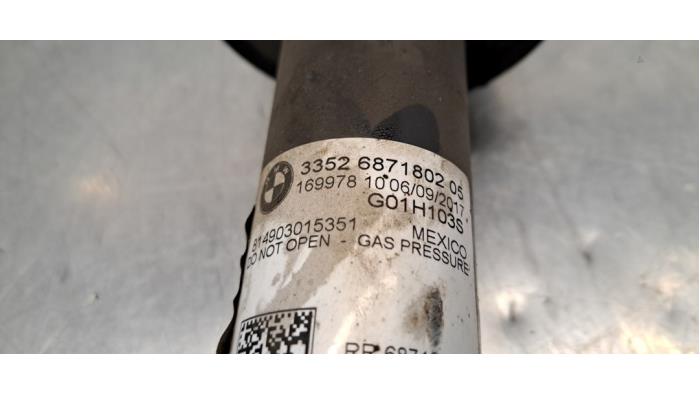 3352 6871802 05
169978 10 06/09/2017
G01H103S
814903015351 MEXICO
DO NOT OPEN - GAS PRESSURE